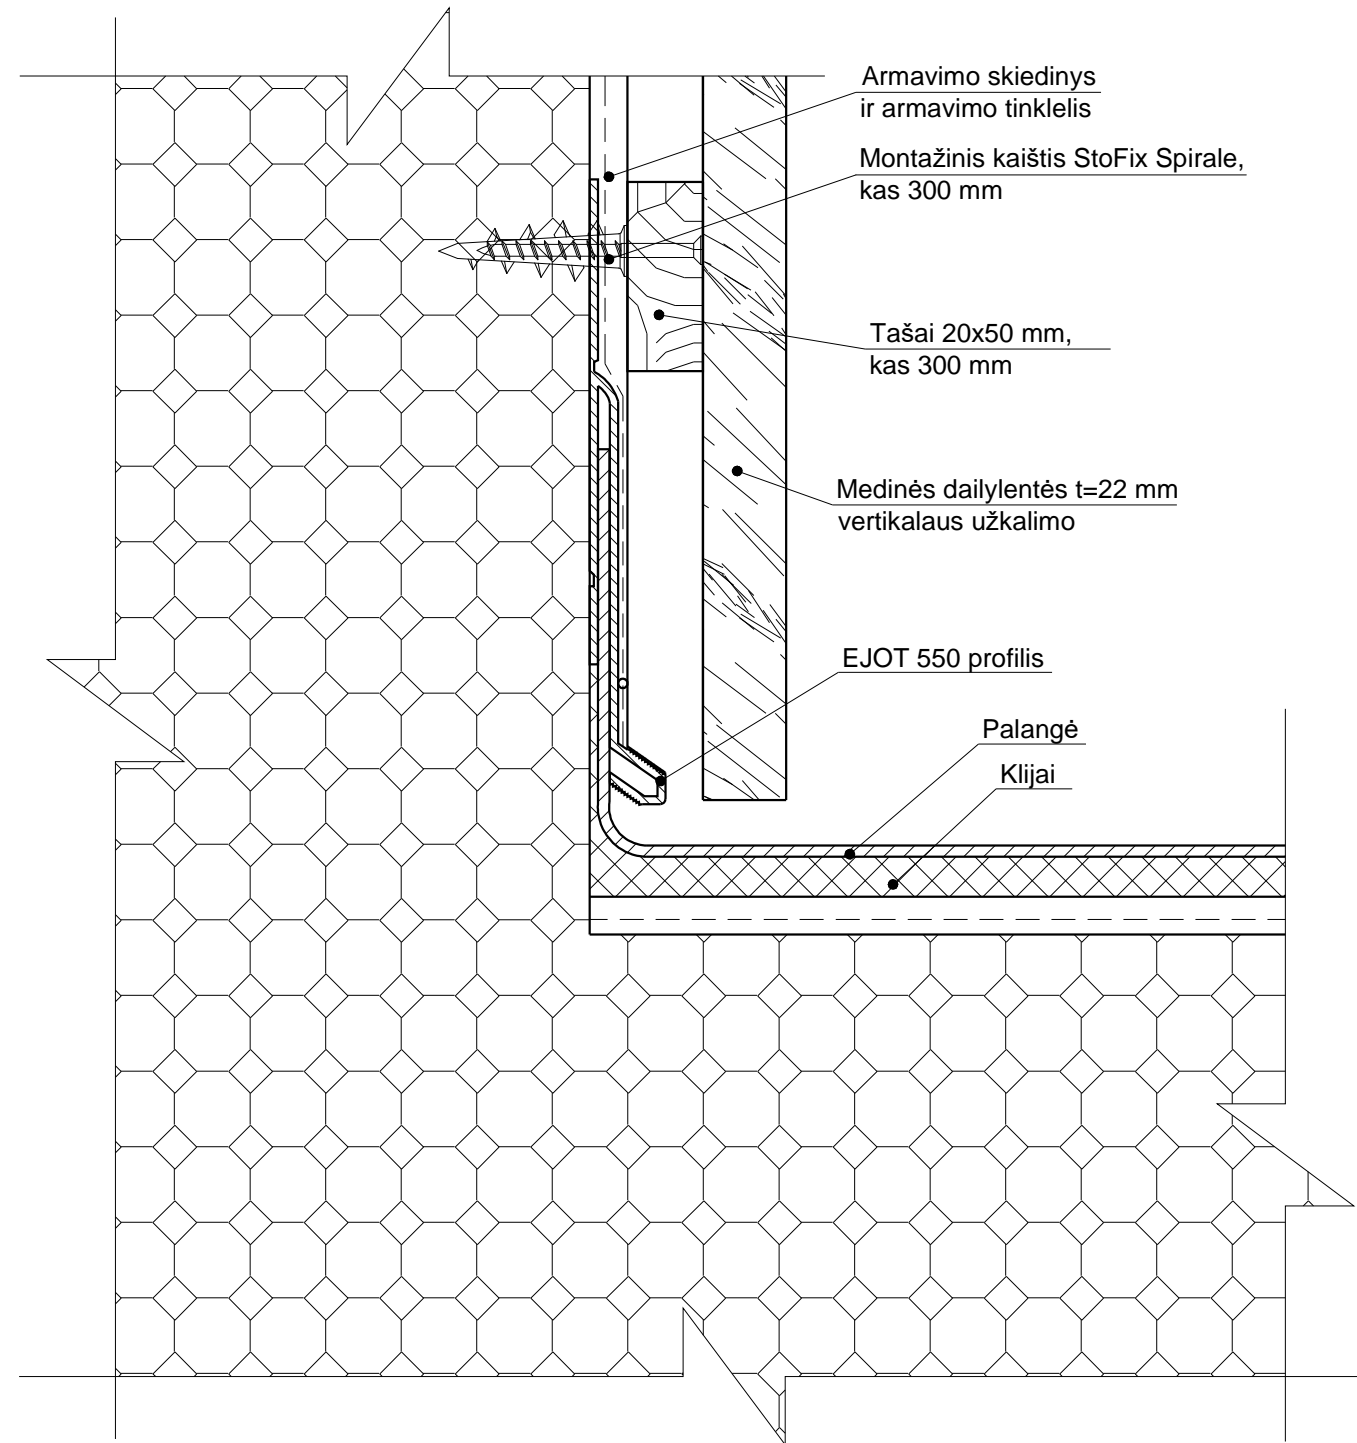 Armavimo skiedinys
ir armavimo tinklelis
Montažinis kaištis StoFix Spirale,
kas 300 mm
Tašai 20x50 mm,
kas 300 mm
Medinės dailylentės t=22 mm
vertikalaus užkalimo
EJOT 550 profilis
Palangė
Klijai